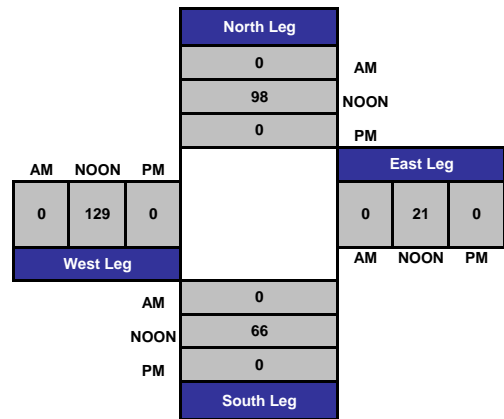 North Leg
0 AM
98 NOON
0 PM
AM NOON PM
East Leg
0 129 0
0 21 0
West Leg
AM NOON PM
AM 0
NOON 66
PM 0
South Leg